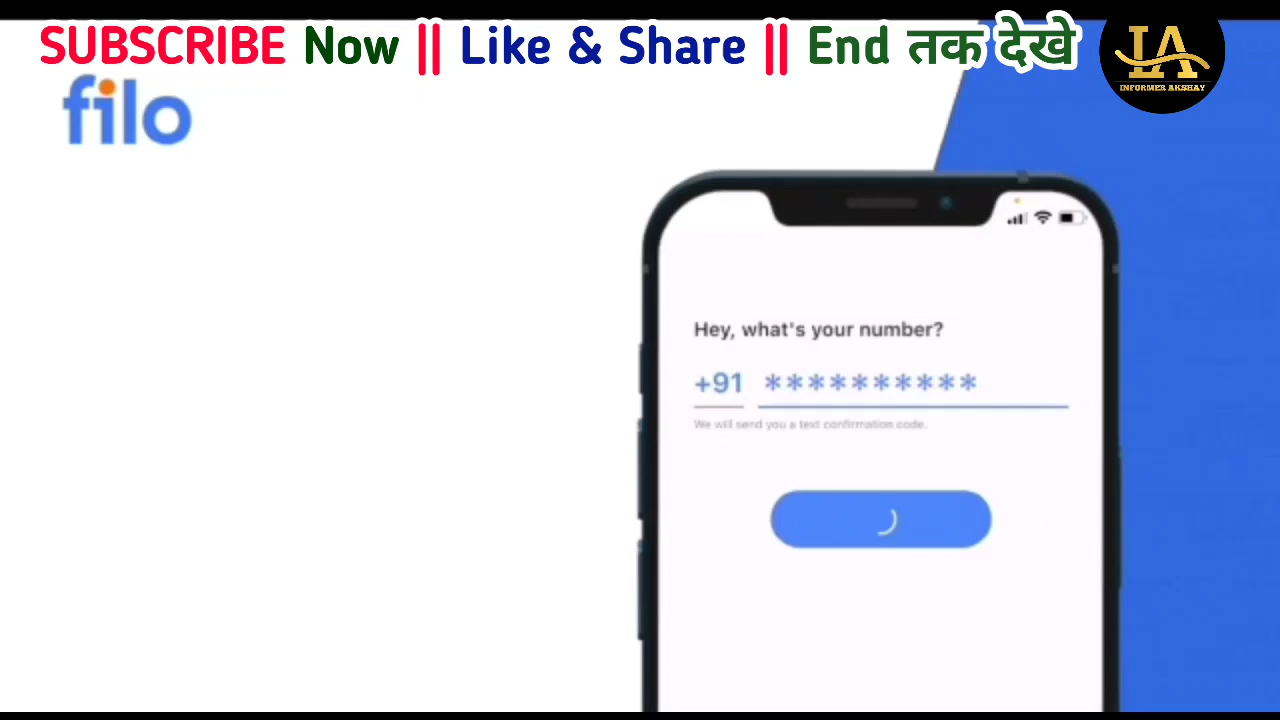 SUBSCRIBE Now || Like & Share || End तक देखे
IA
INFORMER AKSHAY
filo
Hey, what's your number?
+91 **********
We will send you a text confirmation code.